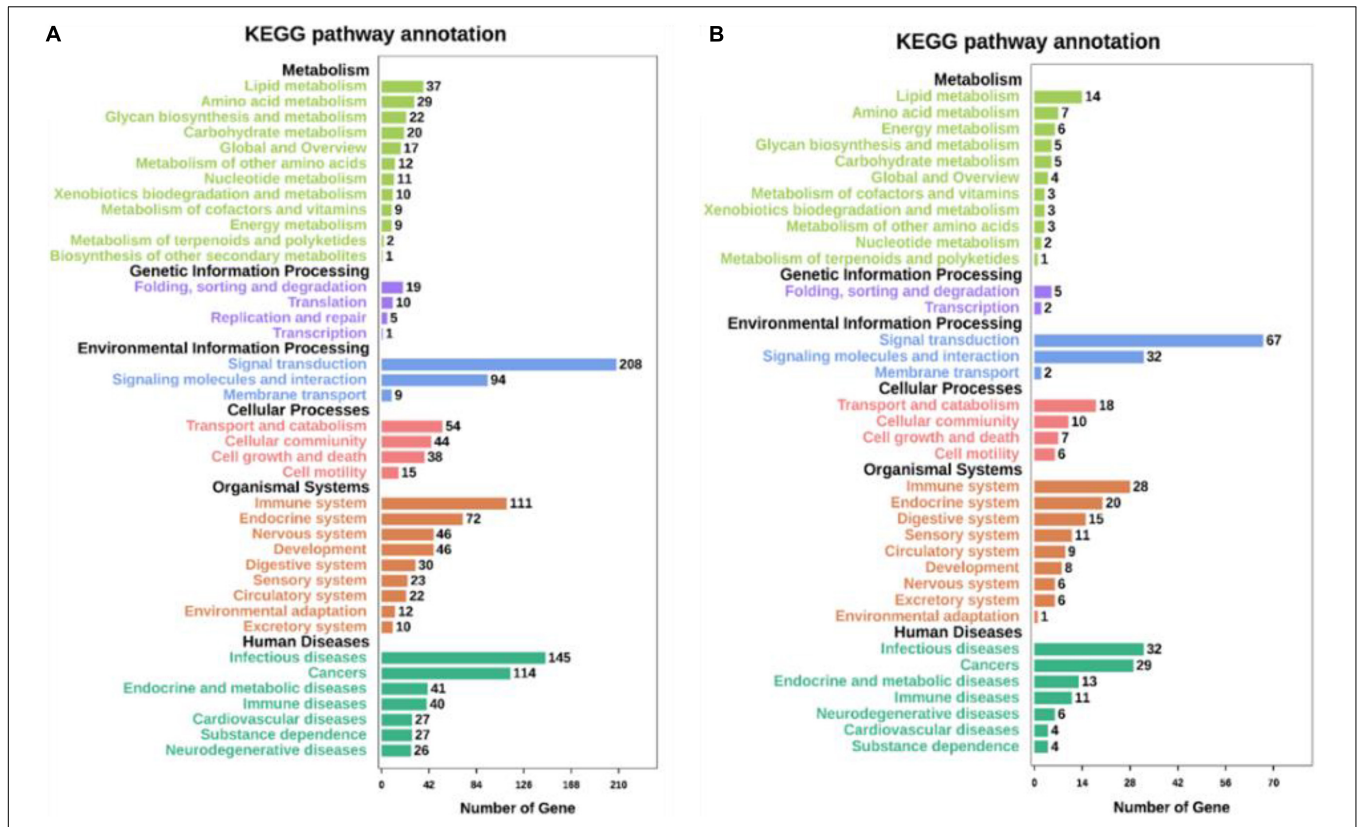 A
KEGG pathway annotation
Metabolism
Lipid metabolism 37
Amino acid metabolism 29
Glycan biosynthesis and metabolism 22
Carbohydrate metabolism 20
Global and Overview 17
Metabolism of other amino acids 12
Nucleotide metabolism 11
Xenobiotics biodegradation and metabolism 10
Metabolism of cofactors and vitamins 9
Energy metabolism 9
Metabolism of terpenoids and polyketides 2
Biosynthesis of other secondary metabolites 1
Genetic Information Processing
Folding, sorting and degradation 19
Translation 10
Replication and repair 5
Transcription 1
Environmental Information Processing
Signal transduction 208
Signaling molecules and interaction 94
Membrane transport 9
Cellular Processes
Transport and catabolism 54
Cellular commiunity 44
Cell growth and death 38
Cell motility 15
Organismal Systems
Immune system 111
Endocrine system 72
Nervous system 46
Development 46
Digestive system 30
Sensory system 23
Circulatory system 22
Environmental adaptation 12
Excretory system 10
Human Diseases
Infectious diseases 145
Cancers 114
Endocrine and metabolic diseases 41
Immune diseases 40
Cardiovascular diseases 27
Substance dependence 27
Neurodegenerative diseases 26
0 42 84 126 168 210
Number of Gene
B
KEGG pathway annotation
Metabolism
Lipid metabolism 14
Amino acid metabolism 7
Energy metabolism 6
Glycan biosynthesis and metabolism 5
Carbohydrate metabolism 5
Global and Overview 4
Metabolism of cofactors and vitamins 3
Xenobiotics biodegradation and metabolism 3
Metabolism of other amino acids 3
Nucleotide metabolism 2
Metabolism of terpenoids and polyketides 1
Genetic Information Processing
Folding, sorting and degradation 5
Transcription 2
Environmental Information Processing
Signal transduction 67
Signaling molecules and interaction 32
Membrane transport 2
Cellular Processes
Transport and catabolism 18
Cellular commiunity 10
Cell growth and death 7
Cell motility 6
Organismal Systems
Immune system 28
Endocrine system 20
Digestive system 15
Sensory system 11
Circulatory system 9
Development 8
Nervous system 6
Excretory system 6
Environmental adaptation 1
Human Diseases
Infectious diseases 32
Cancers 29
Endocrine and metabolic diseases 13
Immune diseases 11
Neurodegenerative diseases 6
Cardiovascular diseases 4
Substance dependence 4
0 14 28 42 56 70
Number of Gene